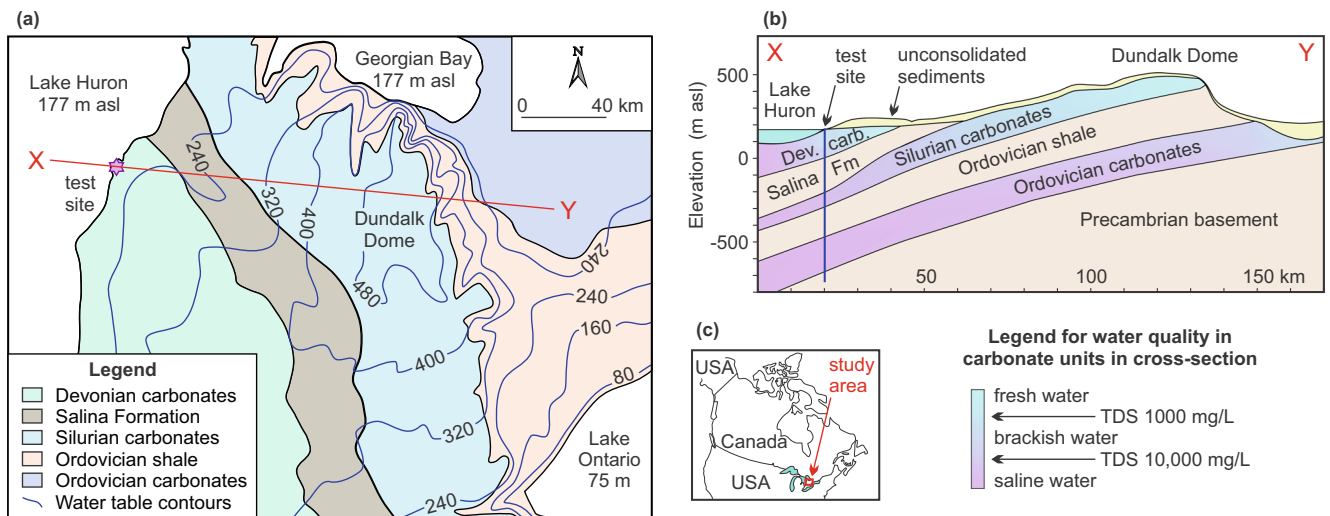 (a)
Lake Huron
177 m asl
Georgian Bay
177 m asl
N
0 40 km
X
240
test
site
320
400
Dundalk
Dome
Y
480
240
240
160
400
80
320
240
Lake
Ontario
75 m
Legend
Devonian carbonates
Salina Formation
Silurian carbonates
Ordovician shale
Ordovician carbonates
Water table contours
(b)
X
test
site
unconsolidated
sediments
Dundalk Dome
Y
Lake
Huron
Elevation (m asl)
500
0
-500
Dev. carb.
Salina Fm
Silurian carbonates
Ordovician shale
Ordovician carbonates
Precambrian basement
50 100 150 km
(c)
USA
study
area
Canada
USA
Legend for water quality in
carbonate units in cross-section
fresh water
TDS 1000 mg/L
brackish water
TDS 10,000 mg/L
saline water